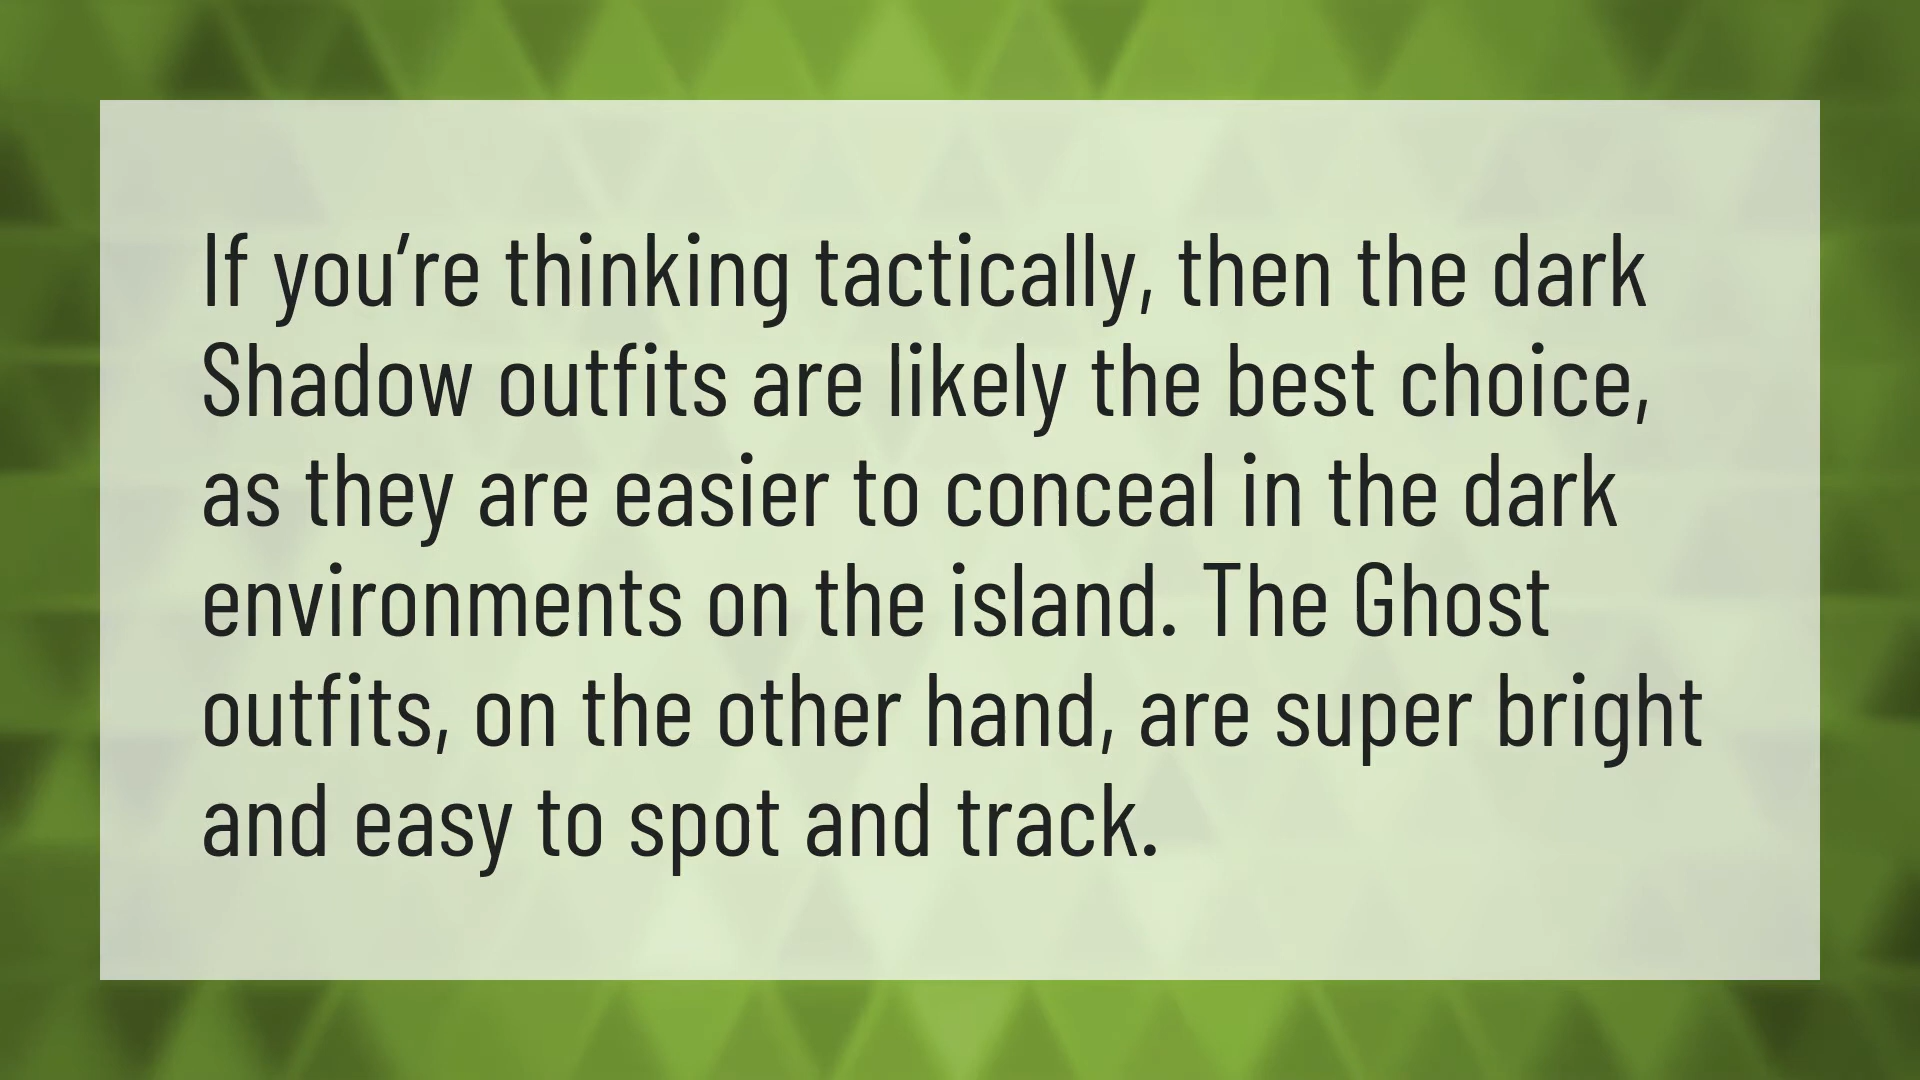 If you’re thinking tactically, then the dark
Shadow outfits are likely the best choice,
as they are easier to conceal in the dark
environments on the island. The Ghost
outfits, on the other hand, are super bright
and easy to spot and track.